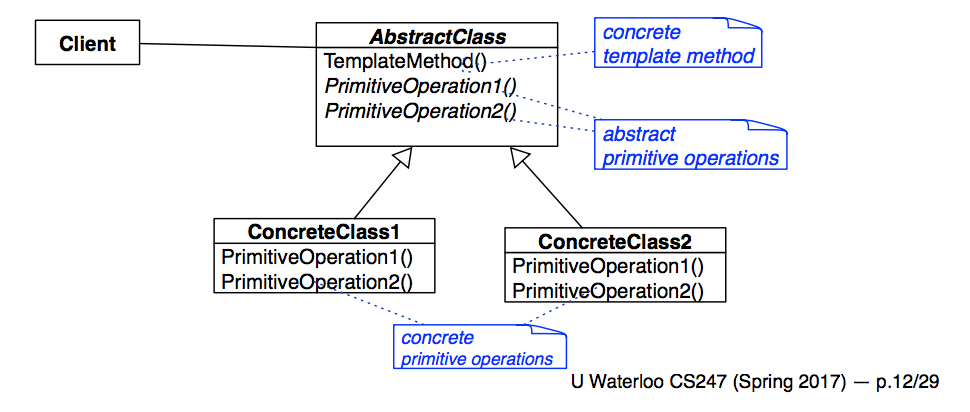 Client
AbstractClass
TemplateMethod()
PrimitiveOperation1()
PrimitiveOperation2()
concrete
template method
abstract
primitive operations
ConcreteClass1
PrimitiveOperation1()
PrimitiveOperation2()
ConcreteClass2
PrimitiveOperation1()
PrimitiveOperation2()
concrete
primitive operations
U Waterloo CS247 (Spring 2017) — p.12/29